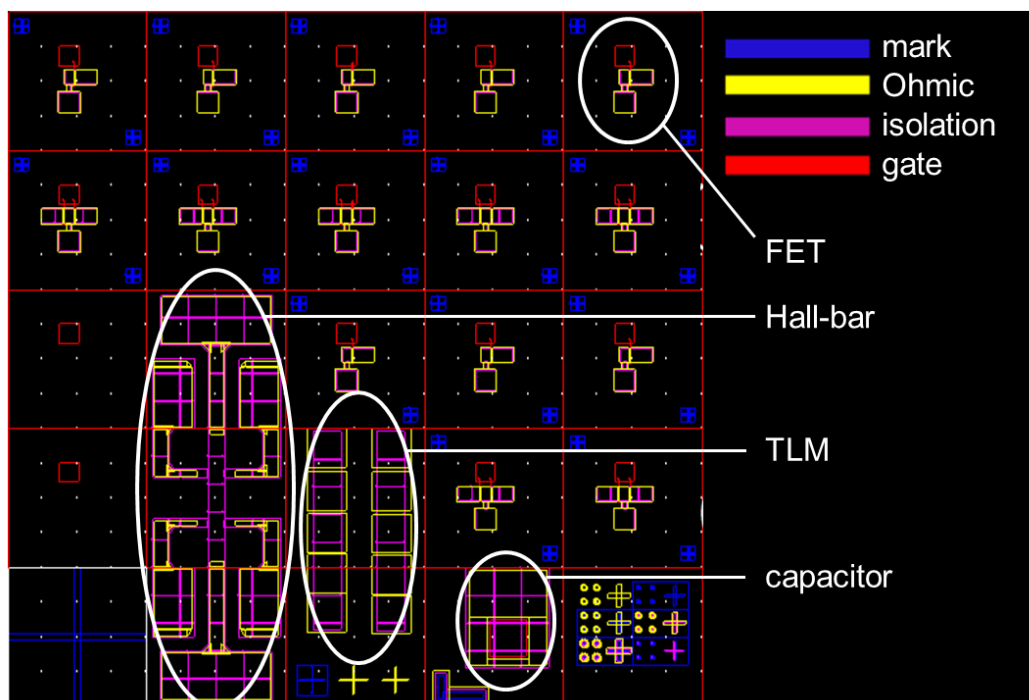 mark
Ohmic
isolation
gate
FET
Hall-bar
TLM
capacitor